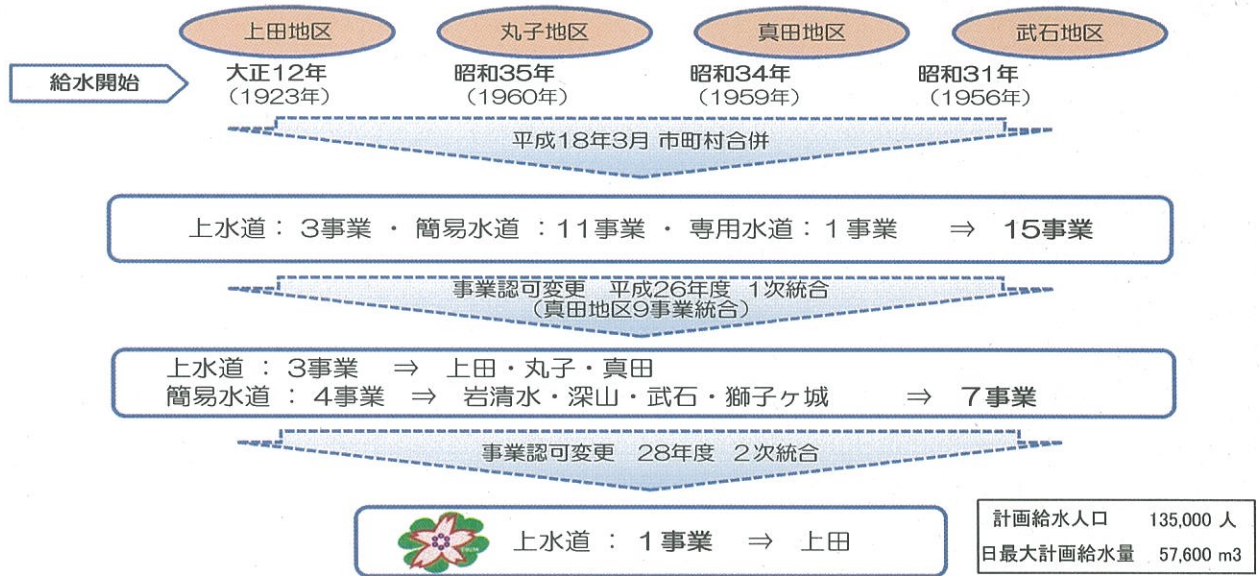 上田地区
丸子地区
真田地区
武石地区
給水開始
大正12年
（1923年）
昭和35年
（1960年）
昭和34年
（1959年）
昭和31年
（1956年）
平成18年3月 市町村合併
上水道：3事業・簡易水道：11事業・専用水道：1事業 ⇒ 15事業
事業認可変更 平成26年度 1次統合
（真田地区9事業統合）
上水道：3事業 ⇒ 上田・丸子・真田
簡易水道：4事業 ⇒ 岩清水・深山・武石・獅子ヶ城 ⇒ 7事業
事業認可変更 28年度 2次統合
上水道：1事業 ⇒ 上田
計画給水人口 135,000 人
日最大計画給水量 57,600 m3